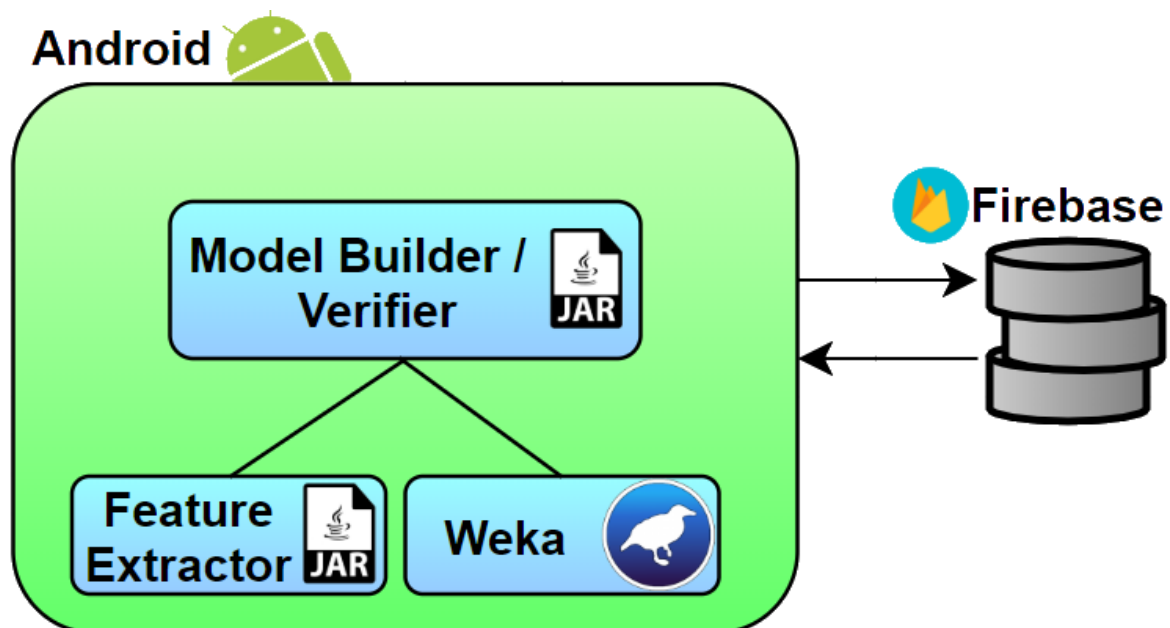 Android
Firebase
Model Builder /
Verifier
JAR
Feature
Extractor
JAR
Weka